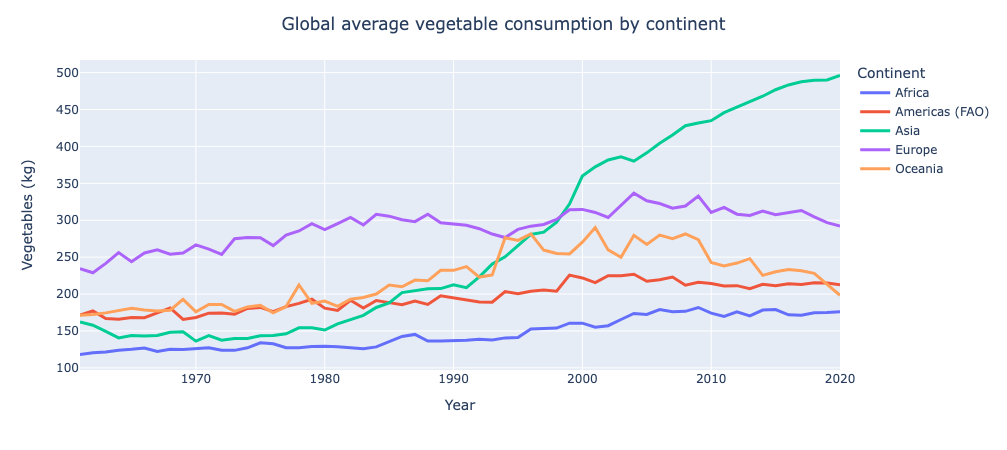 Global average vegetable consumption by continent
Continent
Africa
Americas (FAO)
Asia
Europe
Oceania
Vegetables (kg)
500
450
400
350
300
250
200
150
100
1970
1980
1990
2000
2010
2020
Year